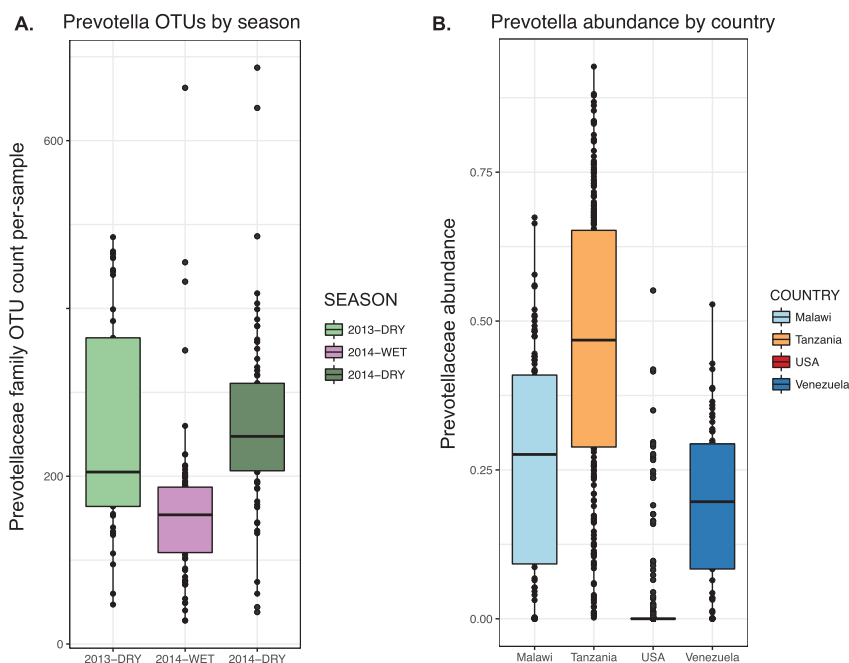 A.
Prevotella OTUs by season
Prevotellaceae family OTU count per-sample
600
200
0
2013–DRY
2014–WET
2014–DRY
SEASON
2013–DRY
2014–WET
2014–DRY
B.
Prevotella abundance by country
Prevotellaceae abundance
0.75
0.50
0.25
0.00
Malawi
Tanzania
USA
Venezuela
COUNTRY
Malawi
Tanzania
USA
Venezuela